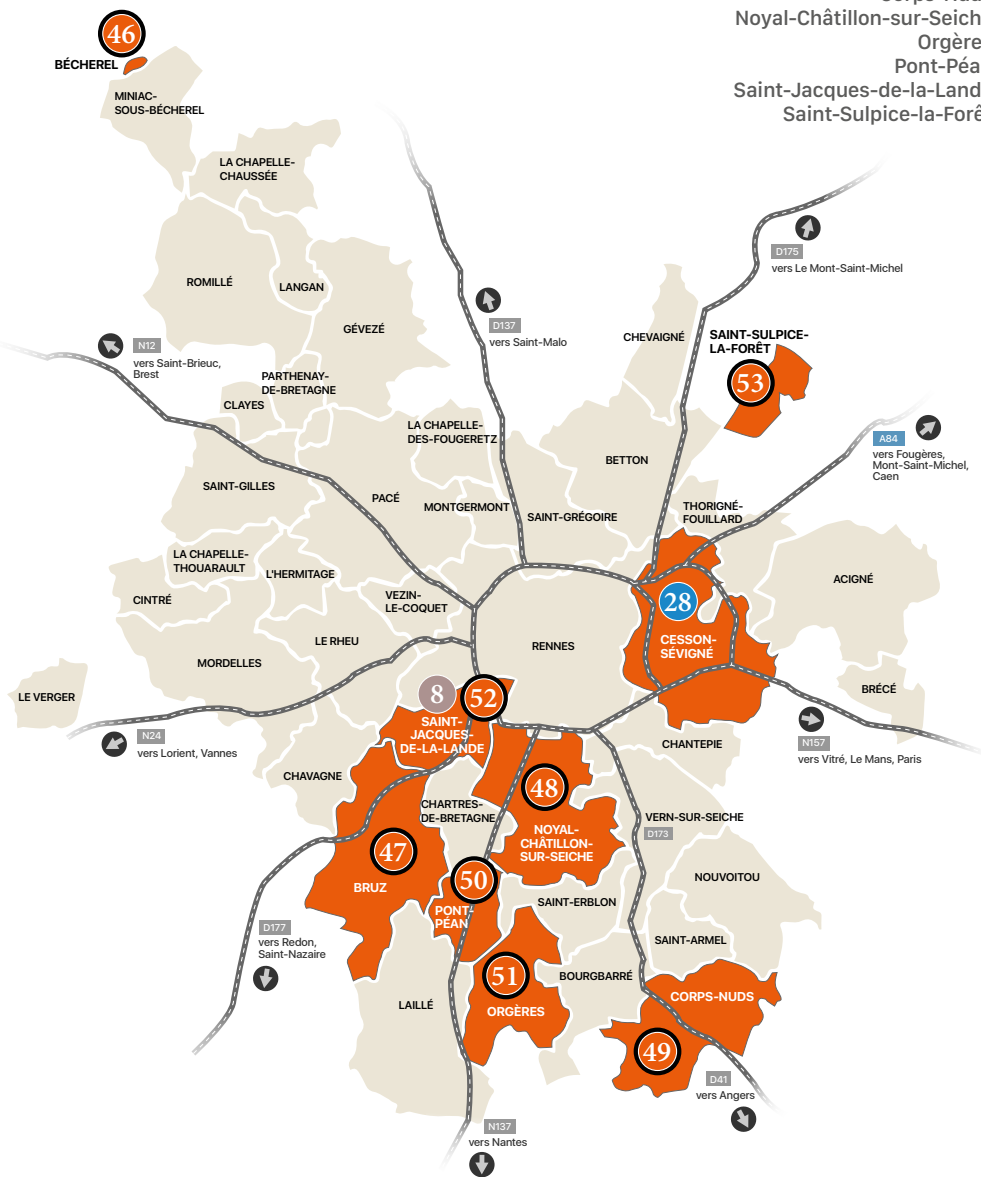 Noyal-Châtillon-sur-Seich
Orgère
Pont-Péa
Saint-Jacques-de-la-Land
Saint-Sulpice-la-Forê
46
BÉCHEREL
MINIAC-
SOUS-BÉCHEREL
LA CHAPELLE-
CHAUSSÉE
D175
vers Le Mont-Saint-Michel
ROMILLÉ
LANGAN
GÉVEZÉ
D137
vers Saint-Malo
CHEVAIGNÉ
SAINT-SULPICE-
LA-FORÊT
53
N12
vers Saint-Brieuc,
Brest
PARTHENAY-
DE-BRETAGNE
CLAYES
LA CHAPELLE-
DES-FOUGERETZ
A84
vers Fougères,
Mont-Saint-Michel,
Caen
BETTON
SAINT-GILLES
PACÉ
MONTGERMONT
SAINT-GRÉGOIRE
THORIGNÉ-
FOUILLARD
LA CHAPELLE-
THOUARAULT
L'HERMITAGE
ACIGNÉ
CINTRÉ
VEZIN-
LE-COQUET
28
CESSON-
SÉVIGNÉ
LE RHEU
RENNES
MORDELLES
LE VERGER
BRÉCÉ
8
52
SAINT-
JACQUES-
DE-LA-LANDE
N24
vers Lorient, Vannes
N157
vers Vitré, Le Mans, Paris
CHANTEPIE
CHAVAGNE
48
CHARTRES-
DE-BRETAGNE
VERN-SUR-SEICHE
D173
NOYAL-
CHÂTILLON-
SUR-SEICHE
47
BRUZ
50
PONT-
PÉAN
NOUVOITOU
SAINT-ERBLON
D177
vers Redon,
Saint-Nazaire
SAINT-ARMEL
51
ORGÈRES
BOURGBARRÉ
CORPS-NUDS
LAILLÉ
49
D41
vers Angers
N137
vers Nantes